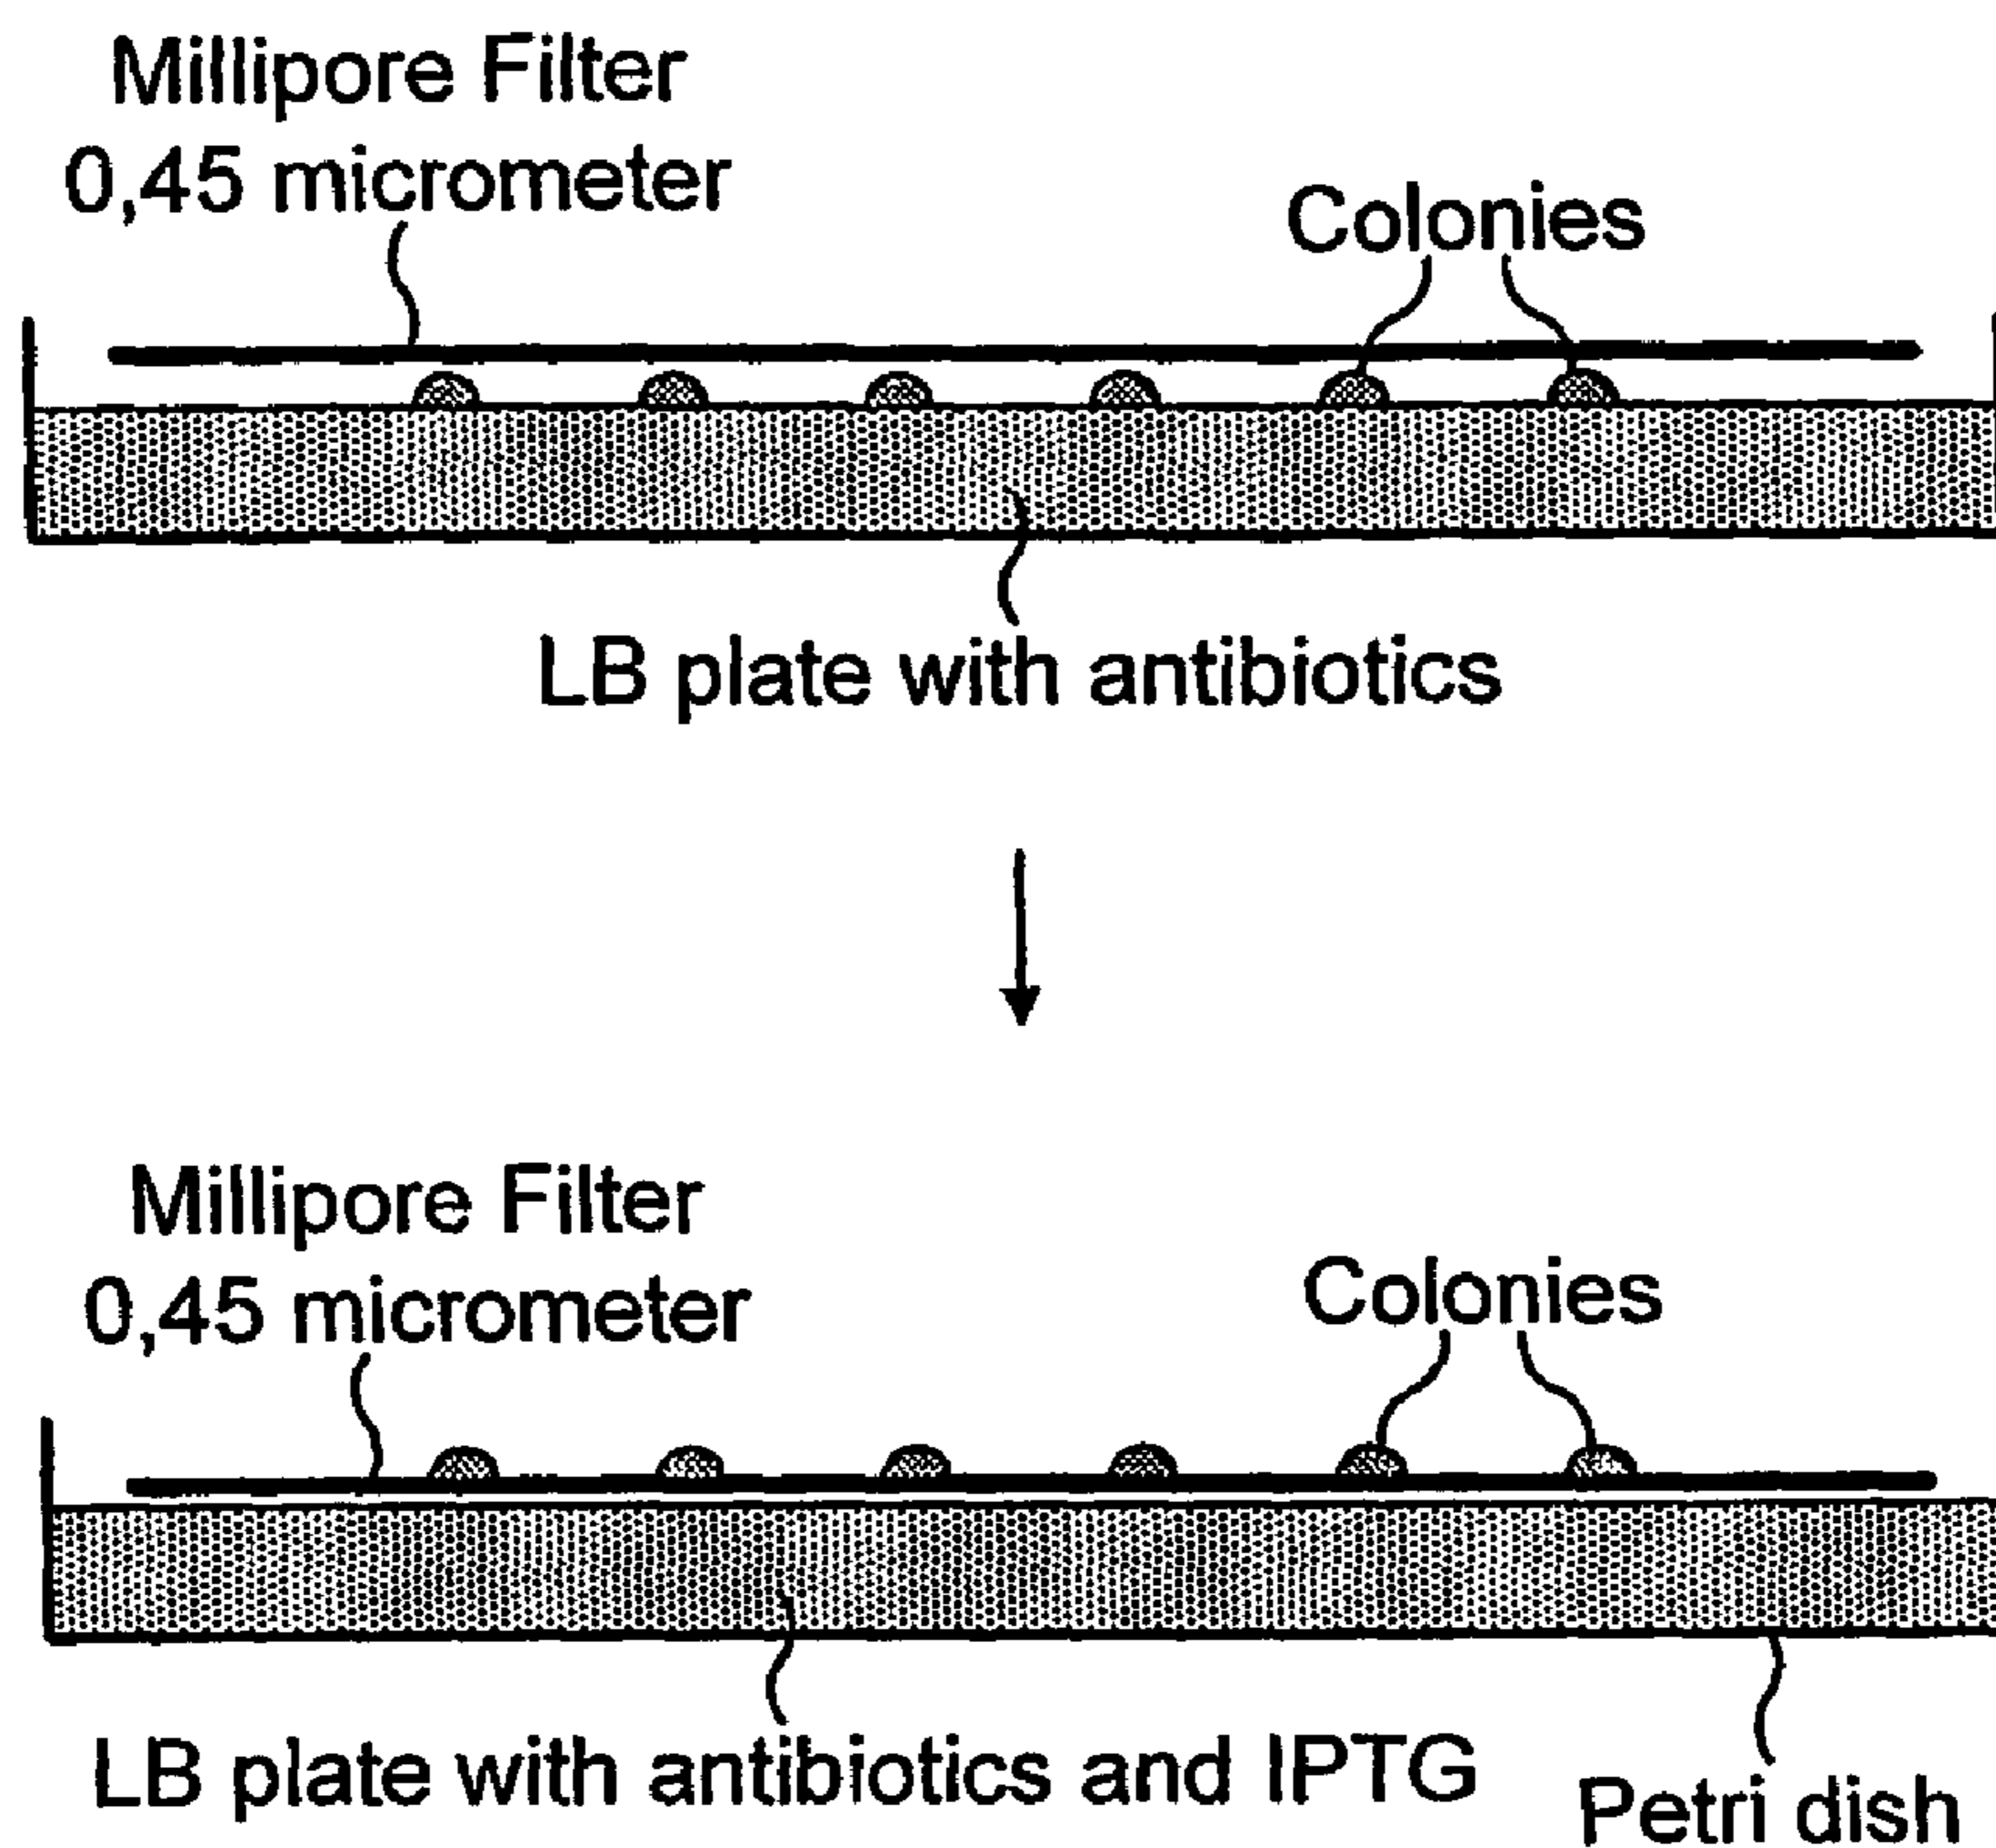 Millipore Filter
0,45 micrometer
Colonies
LB plate with antibiotics
Millipore Filter
0,45 micrometer
Colonies
LB plate with antibiotics and IPTG
Petri dish